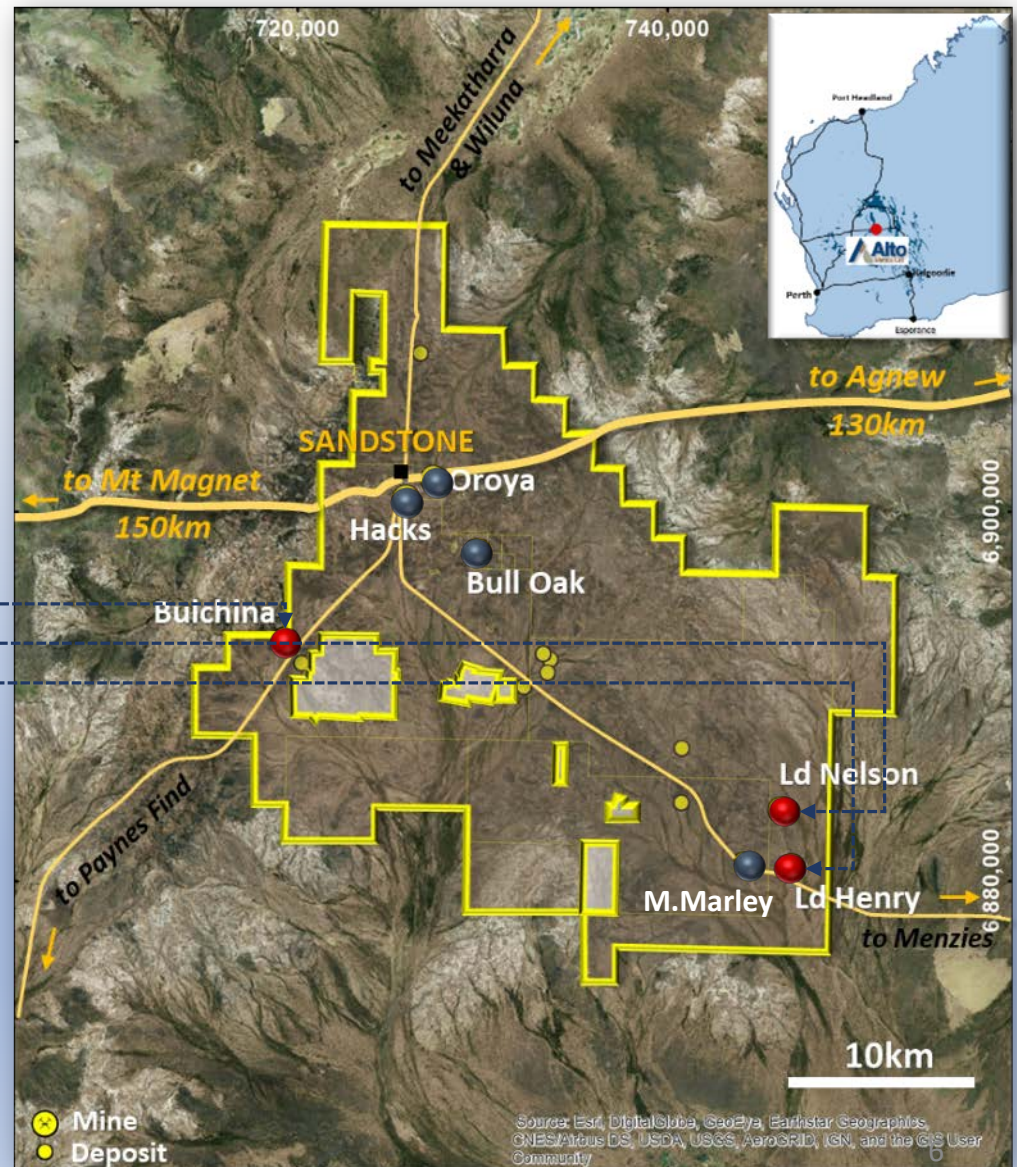 720,000
740,000
to Meekatharra
& Wiluna
Port Headland
Alto
Kalgoorlie
Perth
Esperance
to Agnew
130km
SANDSTONE
to Mt Magnet
150km
Oroya
Hacks
6,900,000
Bull Oak
Bulchina
Ld Nelson
to Paynes Find
M.Marley
Ld Henry
6,880,000
to Menzies
10km
Mine
Deposit
Source: Esri, DigitalGlobe, GeoEye, Earthstar Geographics,
CNES/Airbus DS, USDA, USGS, AeroGRID, IGN, and the GIS User
Community
6